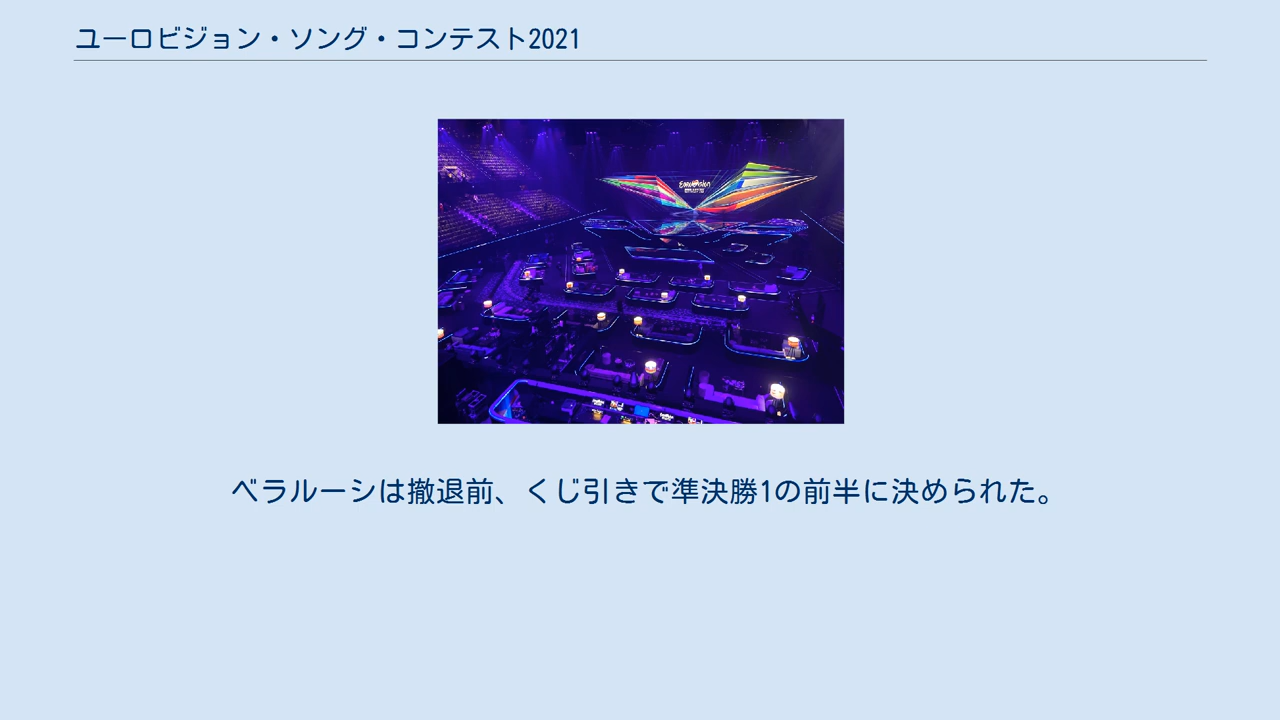 ユーロビジョン・ソング・コンテスト2021
Eurovision
ベラルーシは撤退前、くじ引きで準決勝1の前半に決められた。